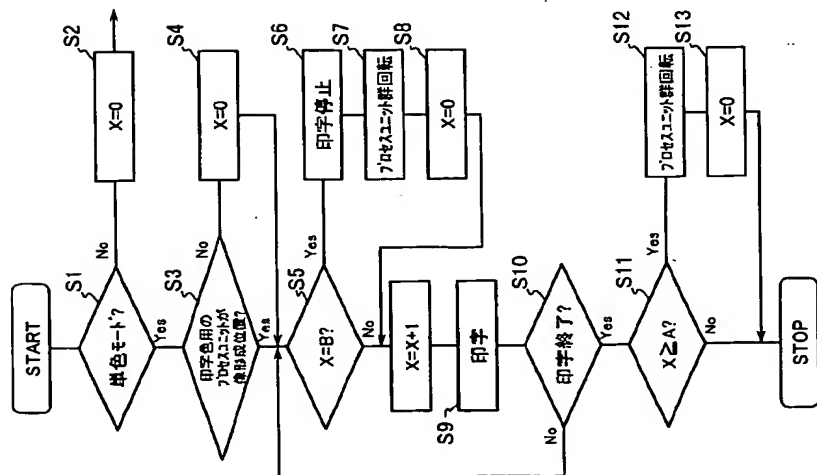 START
S1
単色モード?
No
S2
X=0
Yes
S3
印字色用の
プロセスユニットが
像形成位置?
No
S4
X=0
Yes
S5
X=B?
Yes
S6
印字停止
S7
プロセスユニット群回転
S8
X=0
No
X=X+1
S9
印字
S10
印字終了?
No
Yes
S11
X≧A?
Yes
S12
プロセスユニット群回転
S13
X=0
No
STOP